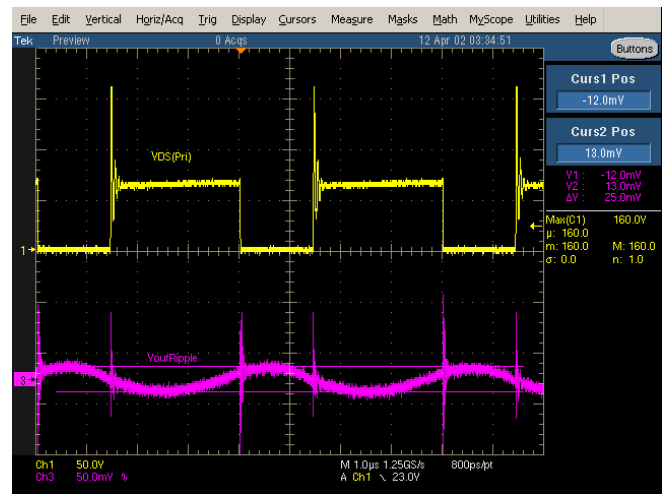 File Edit Vertical Horiz/Acq Trig Display Cursors Measure Masks Math MyScope Utilities Help
Tek Preview 0 Acqs 12 Apr 02 03:34:51
Buttons
Curs1 Pos
-12.0mV
Curs2 Pos
13.0mV
V1 : -12.0mV
V2 : 13.0mV
ΔV : 25.0mV
Max(C1) 160.0V
µ: 160.0
m: 160.0 M: 160.0
σ: 0.0 n: 1.0
VDS(Pri)
1
VoutRipple
3
Ch1 50.0V M 1.0µs 1.25GS/s 800ps/pt
Ch3 50.0mV A Ch1 23.0V